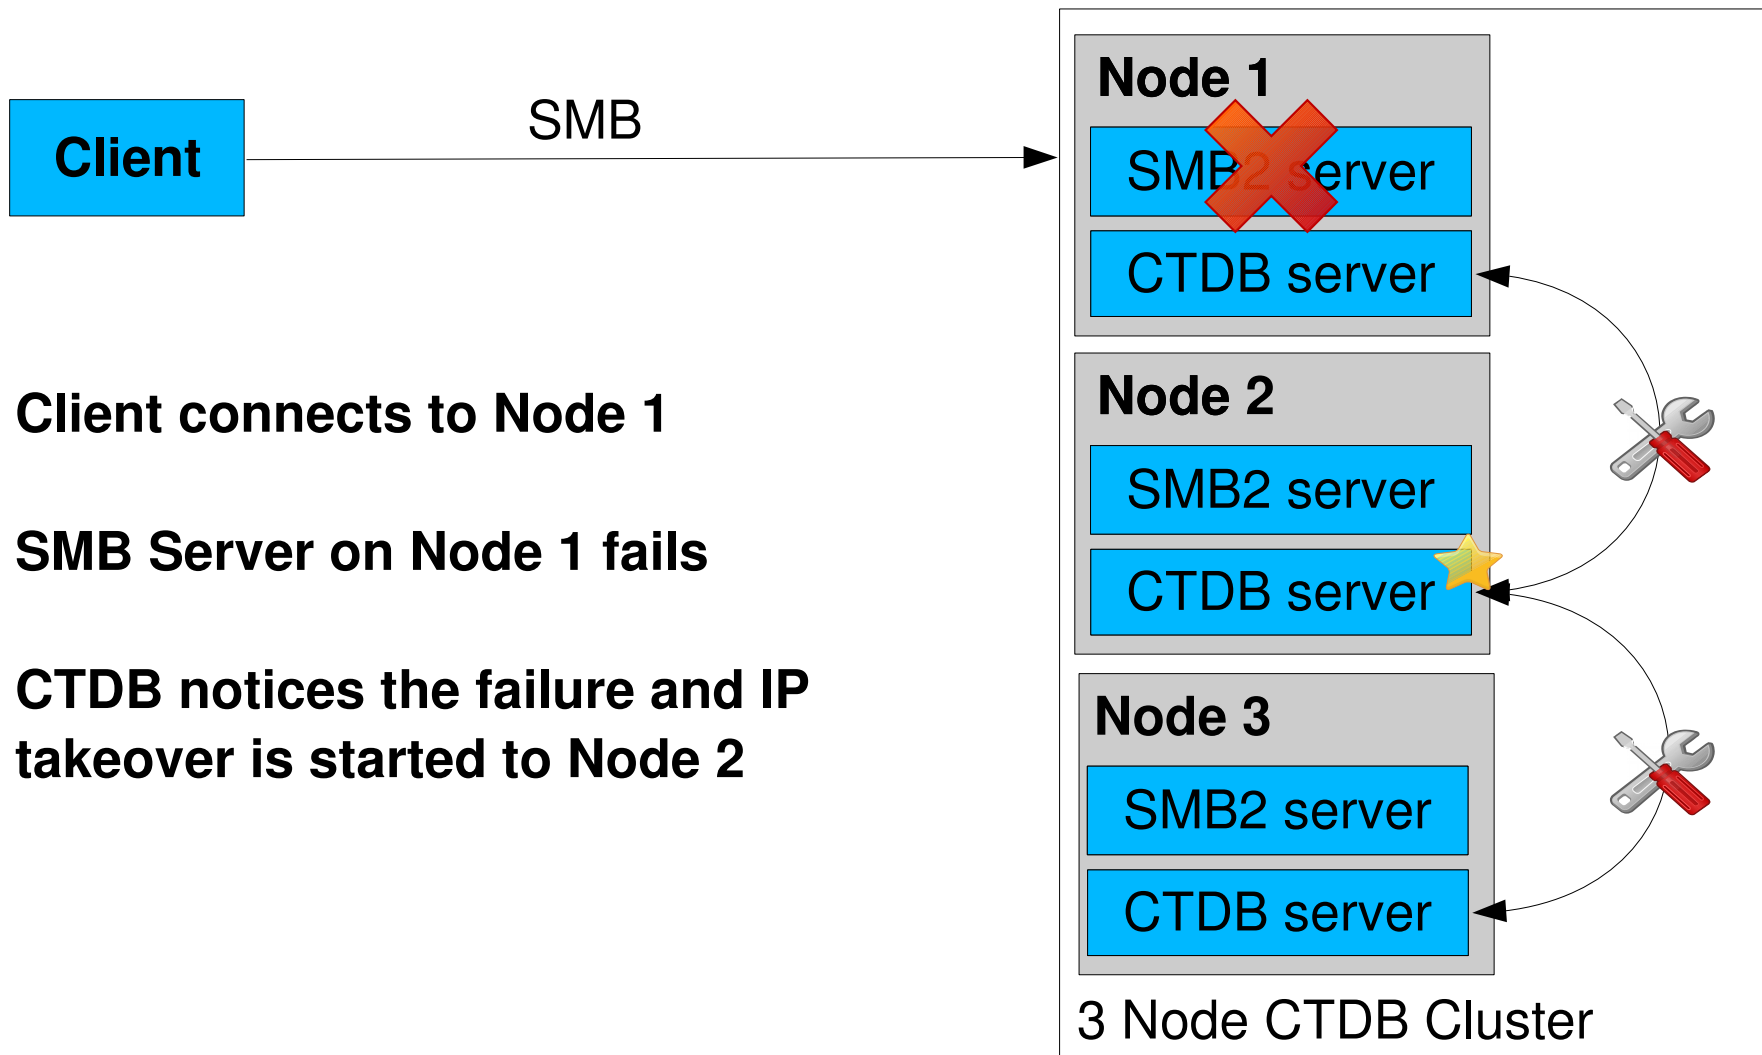 Client
SMB
Node 1
SMB2 server
CTDB server
Client connects to Node 1
SMB Server on Node 1 fails
CTDB notices the failure and IP
takeover is started to Node 2
Node 2
SMB2 server
CTDB server
Node 3
SMB2 server
CTDB server
3 Node CTDB Cluster